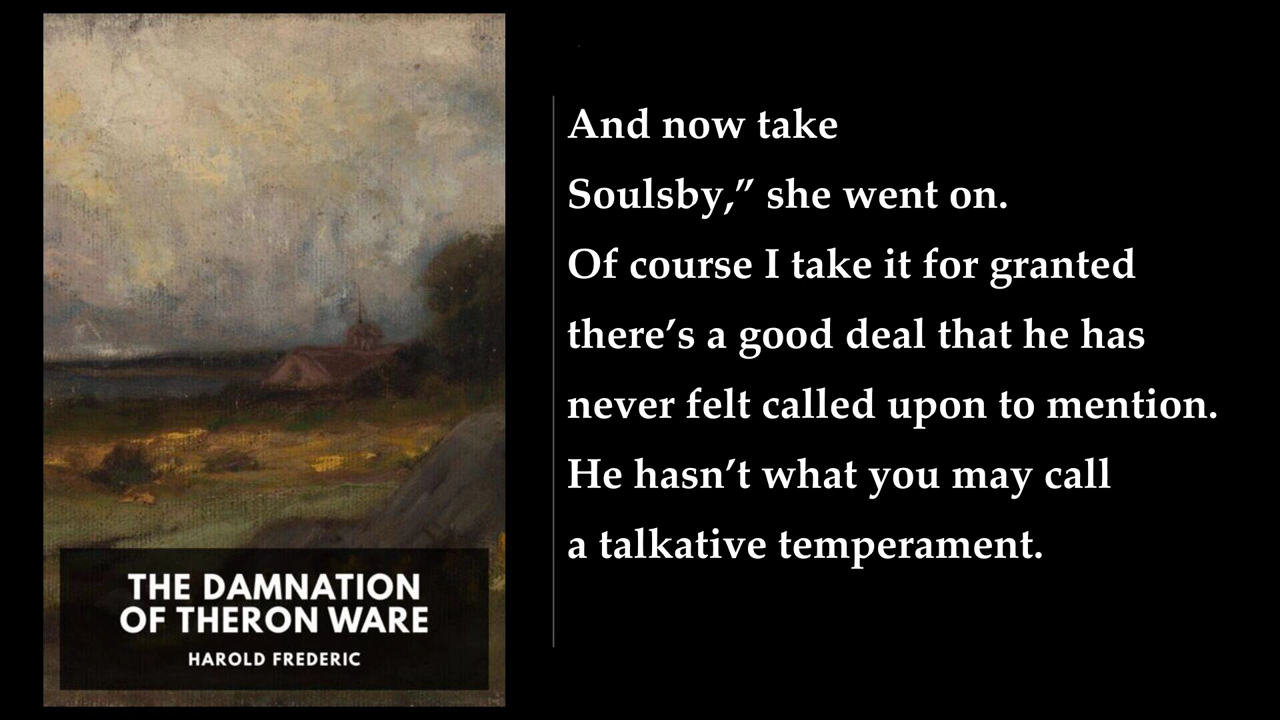 And now take
Soulsby,” she went on.
Of course I take it for granted
there’s a good deal that he has
never felt called upon to mention.
He hasn’t what you may call
a talkative temperament.
THE DAMNATION
OF THERON WARE
HAROLD FREDERIC